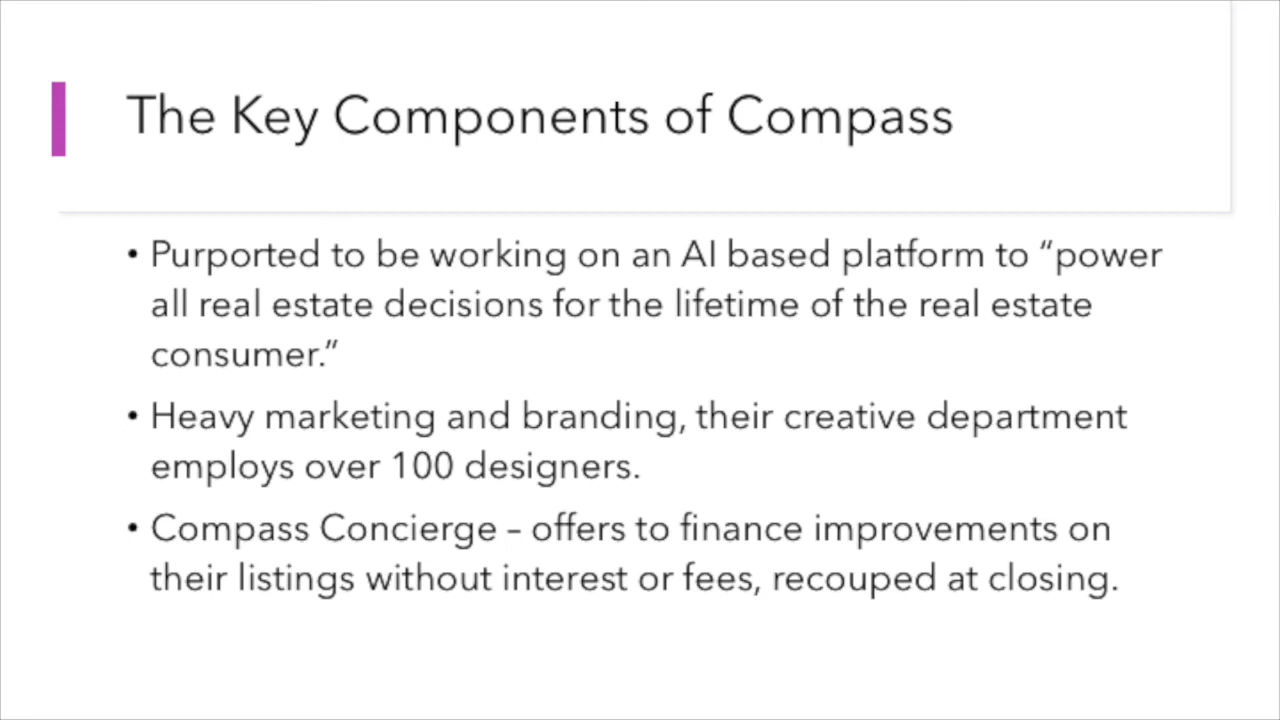 The Key Components of Compass
• Purported to be working on an AI based platform to “power
all real estate decisions for the lifetime of the real estate
consumer.”
• Heavy marketing and branding, their creative department
employs over 100 designers.
• Compass Concierge – offers to finance improvements on
their listings without interest or fees, recouped at closing.